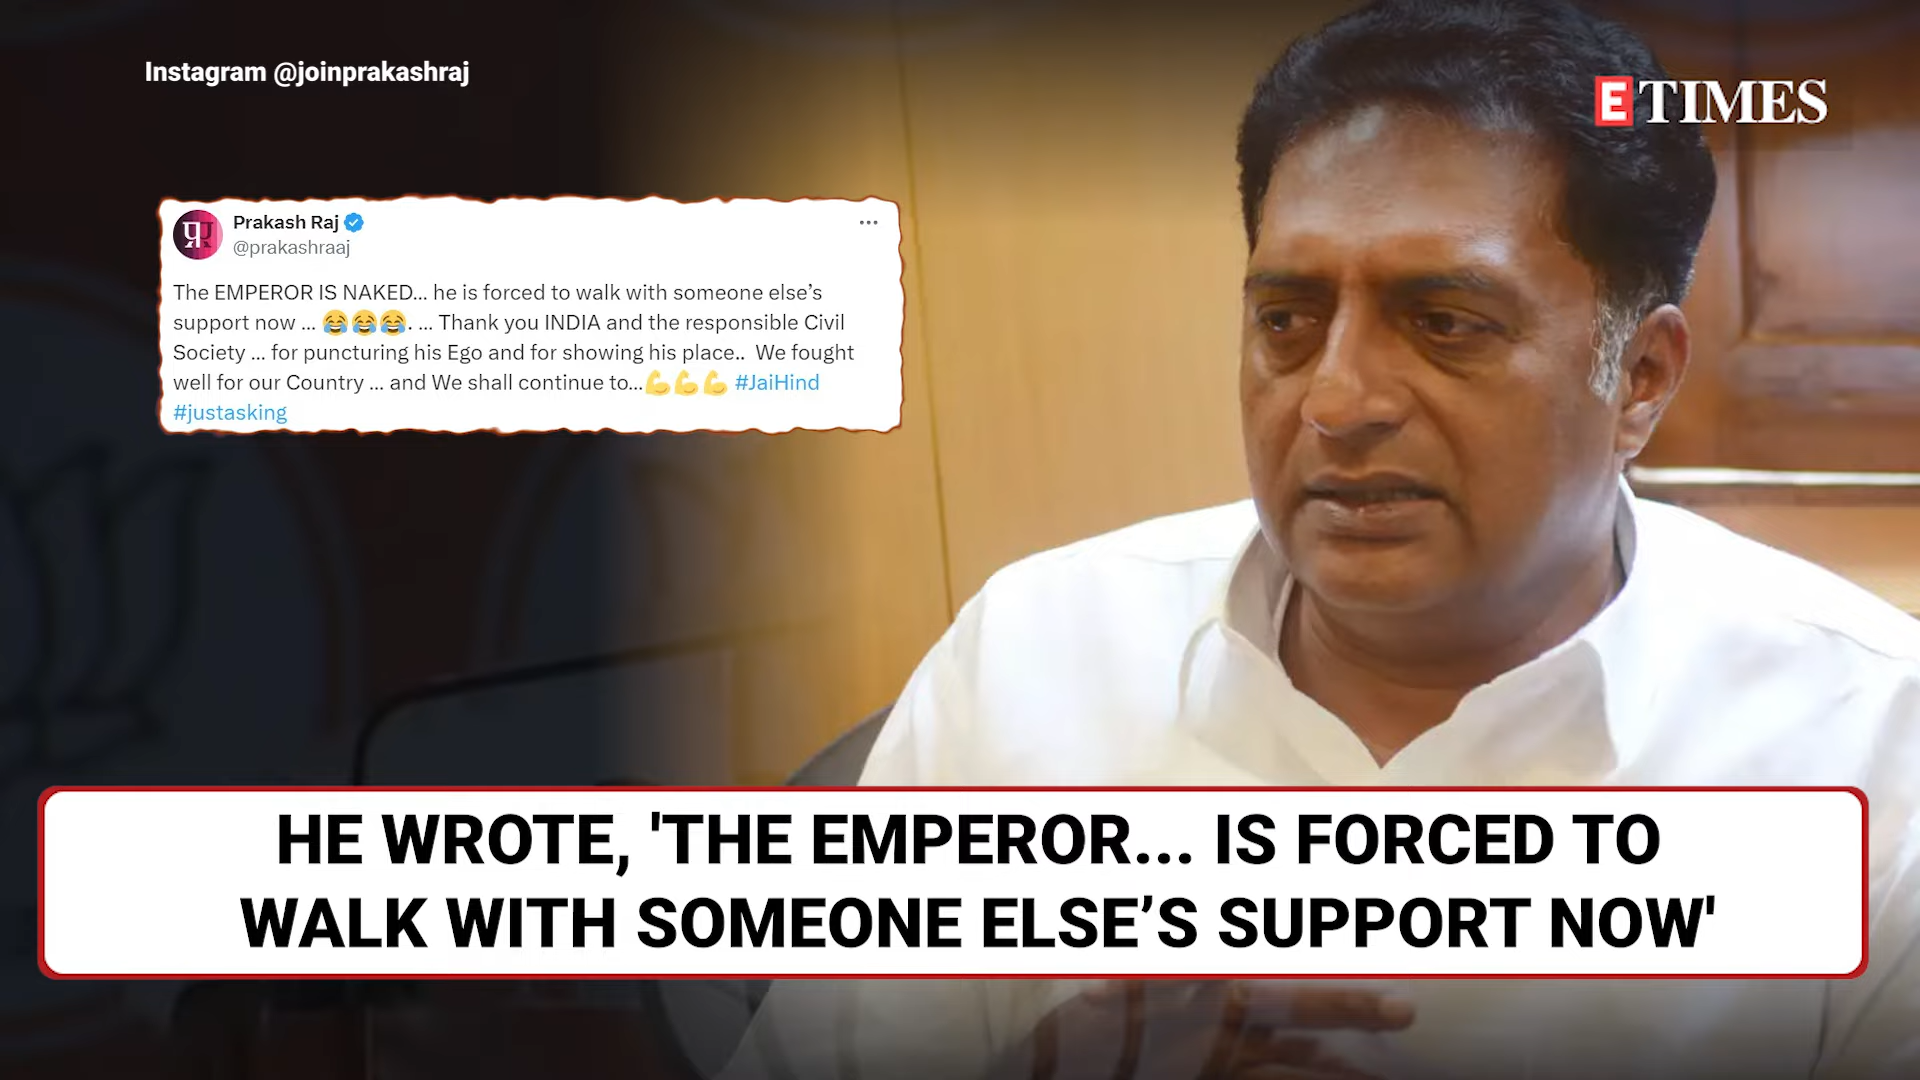 Instagram @joinprakashraj
ETIMES
Prakash Raj
@prakashraaj
The EMPEROR IS NAKED... he is forced to walk with someone else’s
support now ... 😂😂😂. ... Thank you INDIA and the responsible Civil
Society ... for puncturing his Ego and for showing his place..  We fought
well for our Country ... and We shall continue to...💪💪💪 #JaiHind
#justasking
HE WROTE, 'THE EMPEROR... IS FORCED TO
WALK WITH SOMEONE ELSE’S SUPPORT NOW'